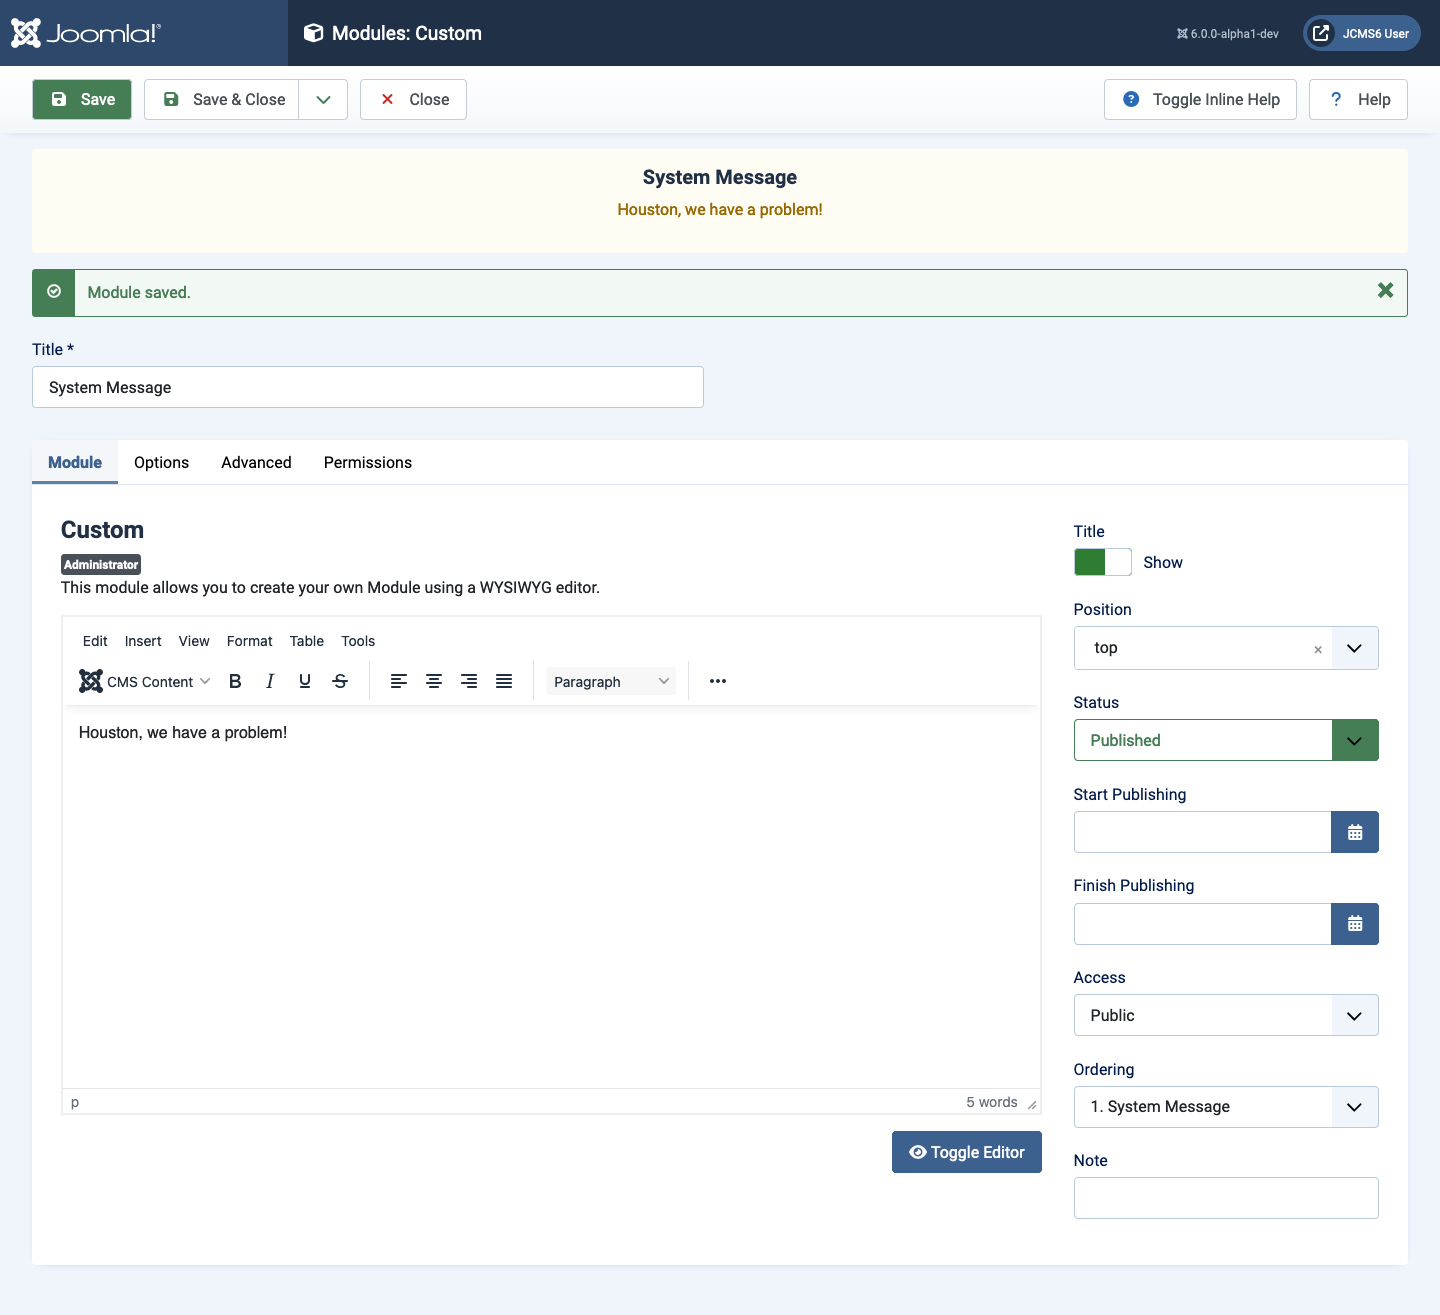 Joomla!®
Modules: Custom
6.0.0-alpha1-dev
JCMS6 User
Save
Save & Close
Close
Toggle Inline Help
Help
System Message
Houston, we have a problem!
Module saved.
Title *
System Message
Module
Options
Advanced
Permissions
Custom
Administrator
This module allows you to create your own Module using a WYSIWYG editor.
Edit
Insert
View
Format
Table
Tools
CMS Content
B
I
U
S
Paragraph
Houston, we have a problem!
p
5 words
Toggle Editor
Title
Show
Position
top
Status
Published
Start Publishing
Finish Publishing
Access
Public
Ordering
1. System Message
Note